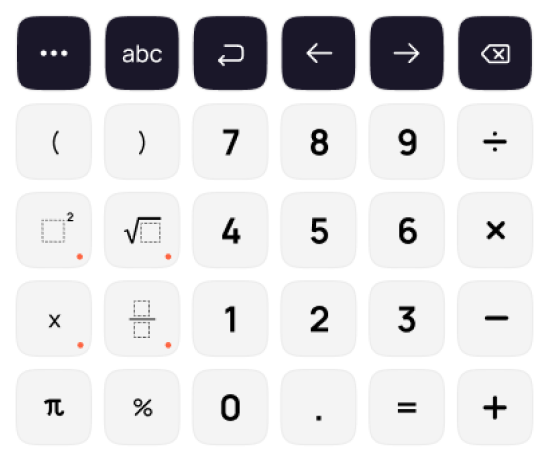 ... abc
( ) 7 8 9 ÷
2 √ 4 5 6 ×
x 1 2 3 −
π % 0 . = +